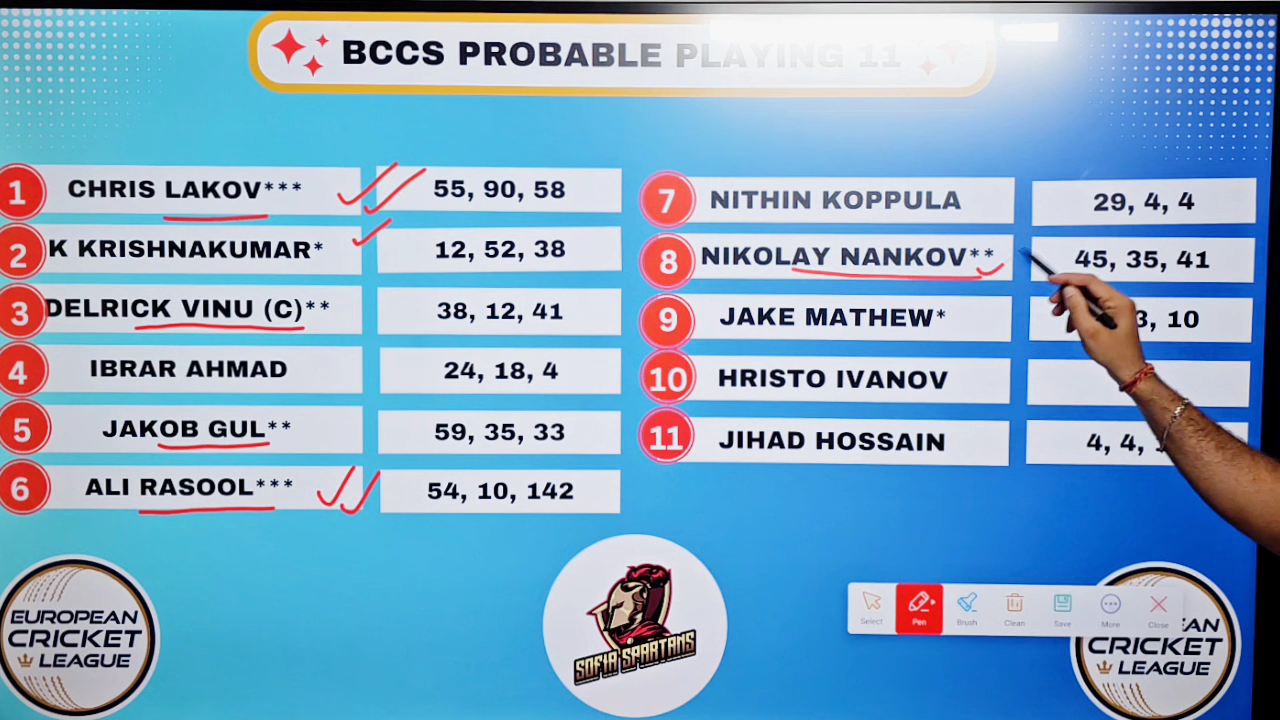 BCCS PROBABLE PLAYING 11
1 CHRIS LAKOV*** 55, 90, 58
2 K KRISHNAKUMAR* 12, 52, 38
3 DELRICK VINU (C)** 38, 12, 41
4 IBRAR AHMAD 24, 18, 4
5 JAKOB GUL** 59, 35, 33
6 ALI RASOOL*** 54, 10, 142
7 NITHIN KOPPULA 29, 4, 4
8 NIKOLAY NANKOV** 45, 35, 41
9 JAKE MATHEW* 3, 10
10 HRISTO IVANOV
11 JIHAD HOSSAIN 4, 4,
EUROPEAN
CRICKET
LEAGUE
SOFIA SPARTANS
Select Pen Brush Clean Save More Close
AN
CRICKET
LEAGUE